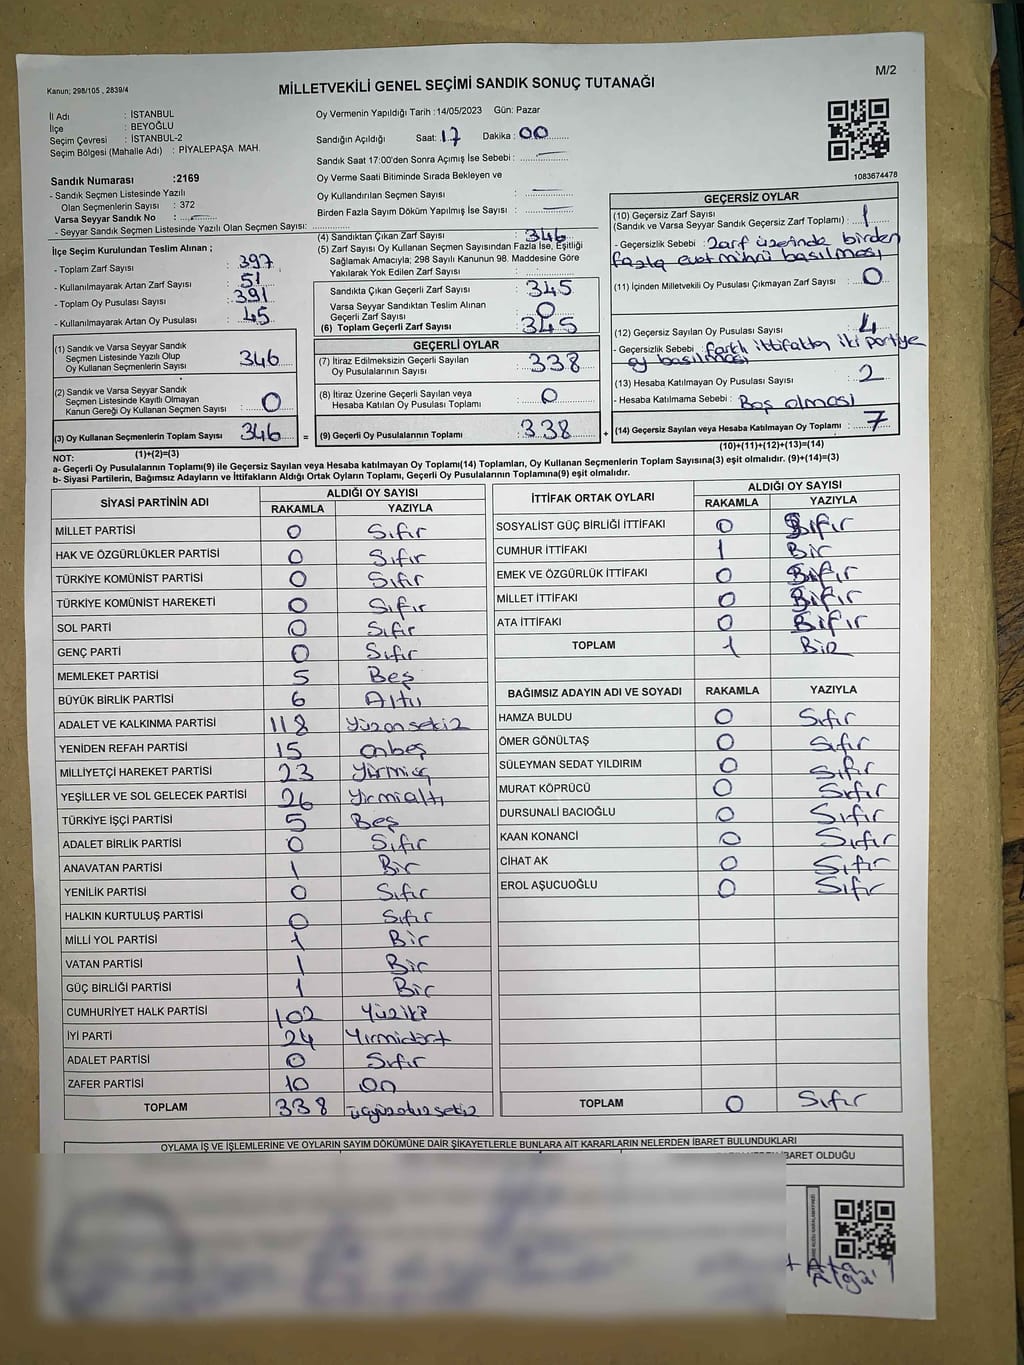 M/2
Kanun; 298/105 , 2839/4
MİLLETVEKİLİ GENEL SEÇİMİ SANDIK SONUÇ TUTANAĞI
İl Adı : İSTANBUL
İlçe : BEYOĞLU
Seçim Çevresi : İSTANBUL-2
Seçim Bölgesi (Mahalle Adı) : PİYALEPAŞA MAH.
Oy Vermenin Yapıldığı Tarih :14/05/2023 Gün: Pazar
Sandığın Açıldığı Saat: 17 Dakika : 00
Sandık Saat 17:00'den Sonra Açımış İse Sebebi :
Oy Verme Saati Bitiminde Sırada Bekleyen ve
Oy Kullandırılan Seçmen Sayısı :
Birden Fazla Sayım Döküm Yapılmış İse Sayısı :
1083674478
Sandık Numarası :2169
- Sandık Seçmen Listesinde Yazılı
Olan Seçmenlerin Sayısı : 372
Varsa Seyyar Sandık No :
- Seyyar Sandık Seçmen Listesinde Yazılı Olan Seçmen Sayısı:
İlçe Seçim Kurulundan Teslim Alınan ;
- Toplam Zarf Sayısı : 397
- Kullanılmayarak Artan Zarf Sayısı : 51
- Toplam Oy Pusulası Sayısı : 391
- Kullanılmayarak Artan Oy Pusulası : 45
(1) Sandık ve Varsa Seyyar Sandık
Seçmen Listesinde Yazılı Olup
Oy Kullanan Seçmenlerin Sayısı : 346
(2) Sandık ve Varsa Seyyar Sandık
Seçmen Listesinde Kayıtlı Olmayan
Kanun Gereği Oy Kullanan Seçmen Sayısı : 0
(3) Oy Kullanan Seçmenlerin Toplam Sayısı : 346
(1)+(2)=(3)
(4) Sandıktan Çıkan Zarf Sayısı : 346
(5) Zarf Sayısı Oy Kullanan Seçmen Sayısından Fazla İse, Eşitliği
Sağlamak Amacıyla; 298 Sayılı Kanunun 98. Maddesine Göre
Yakılarak Yok Edilen Zarf Sayısı :
Sandıkta Çıkan Geçerli Zarf Sayısı : 345
Varsa Seyyar Sandıktan Teslim Alınan
Geçerli Zarf Sayısı : 0
(6) Toplam Geçerli Zarf Sayısı : 345
GEÇERLİ OYLAR
(7) İtiraz Edilmeksizin Geçerli Sayılan
Oy Pusulalarının Sayısı : 338
(8) İtiraz Üzerine Geçerli Sayılan veya
Hesaba Katılan Oy Pusulası Toplamı : 0
= (9) Geçerli Oy Pusulalarının Toplamı : 338
GEÇERSİZ OYLAR
(10) Geçersiz Zarf Sayısı
(Sandık ve Varsa Seyyar Sandık Geçersiz Zarf Toplamı) : 1
- Geçersizlik Sebebi : Zarf üzerinde birden
fazla evet mührü basılması
(11) İçinden Milletvekili Oy Pusulası Çıkmayan Zarf Sayısı : 0
(12) Geçersiz Sayılan Oy Pusulası Sayısı : 4
- Geçersizlik Sebebi : farklı ittifaktan iki partiye
oy basılması
(13) Hesaba Katılmayan Oy Pusulası Sayısı : 2
- Hesaba Katılmama Sebebi : Boş olması
+ (14) Geçersiz Sayılan veya Hesaba Katılmayan Oy Toplamı : 7
(10)+(11)+(12)+(13)=(14)
NOT:
a- Geçerli Oy Pusulalarının Toplamı(9) ile Geçersiz Sayılan veya Hesaba katılmayan Oy Toplamı(14) Toplamları, Oy Kullanan Seçmenlerin Toplam Sayısına(3) eşit olmalıdır. (9)+(14)=(3)
b- Siyasi Partilerin, Bağımsız Adayların ve İttifakların Aldığı Ortak Oyların Toplamı, Geçerli Oy Pusulalarının Toplamına(9) eşit olmalıdır.
SİYASİ PARTİNİN ADI ALDIĞI OY SAYISI
RAKAMLA YAZIYLA
MİLLET PARTİSİ 0 Sıfır
HAK VE ÖZGÜRLÜKLER PARTİSİ 0 Sıfır
TÜRKİYE KOMÜNİST PARTİSİ 0 Sıfır
TÜRKİYE KOMÜNİST HAREKETİ 0 Sıfır
SOL PARTİ 0 Sıfır
GENÇ PARTİ 0 Sıfır
MEMLEKET PARTİSİ 5 Beş
BÜYÜK BİRLİK PARTİSİ 6 Altı
ADALET VE KALKINMA PARTİSİ 118 Yüzonsekiz
YENİDEN REFAH PARTİSİ 15 onbeş
MİLLİYETÇİ HAREKET PARTİSİ 23 Yirmiüç
YEŞİLLER VE SOL GELECEK PARTİSİ 26 Yirmialtı
TÜRKİYE İŞÇİ PARTİSİ 5 Beş
ADALET BİRLİK PARTİSİ 0 Sıfır
ANAVATAN PARTİSİ 1 Bir
YENİLİK PARTİSİ 0 Sıfır
HALKIN KURTULUŞ PARTİSİ 0 Sıfır
MİLLİ YOL PARTİSİ 1 Bir
VATAN PARTİSİ 1 Bir
GÜÇ BİRLİĞİ PARTİSİ 1 Bir
CUMHURİYET HALK PARTİSİ 102 Yüziki
İYİ PARTİ 24 Yirmidört
ADALET PARTİSİ 0 Sıfır
ZAFER PARTİSİ 10 On
TOPLAM 338 üçyüzotuzsekiz
İTTİFAK ORTAK OYLARI ALDIĞI OY SAYISI
RAKAMLA YAZIYLA
SOSYALİST GÜÇ BİRLİĞİ İTTİFAKI 0 Sıfır
CUMHUR İTTİFAKI 1 Bir
EMEK VE ÖZGÜRLÜK İTTİFAKI 0 Sıfır
MİLLET İTTİFAKI 0 Sıfır
ATA İTTİFAKI 0 Sıfır
TOPLAM 1 Bir
BAĞIMSIZ ADAYIN ADI VE SOYADI RAKAMLA YAZIYLA
HAMZA BULDU 0 Sıfır
ÖMER GÖNÜLTAŞ 0 Sıfır
SÜLEYMAN SEDAT YILDIRIM 0 Sıfır
MURAT KÖPRÜCÜ 0 Sıfır
DURSUNALİ BACIOĞLU 0 Sıfır
KAAN KONANCİ 0 Sıfır
CİHAT AK 0 Sıfır
EROL AŞUCUOĞLU 0 Sıfır
TOPLAM 0 Sıfır
OYLAMA İŞ VE İŞLEMLERİNE VE OYLARIN SAYIM DÖKÜMÜNE DAİR ŞİKAYETLERLE BUNLARA AİT KARARLARIN NELERDEN İBARET BULUNDUKLARI
İBARET OLDUĞU